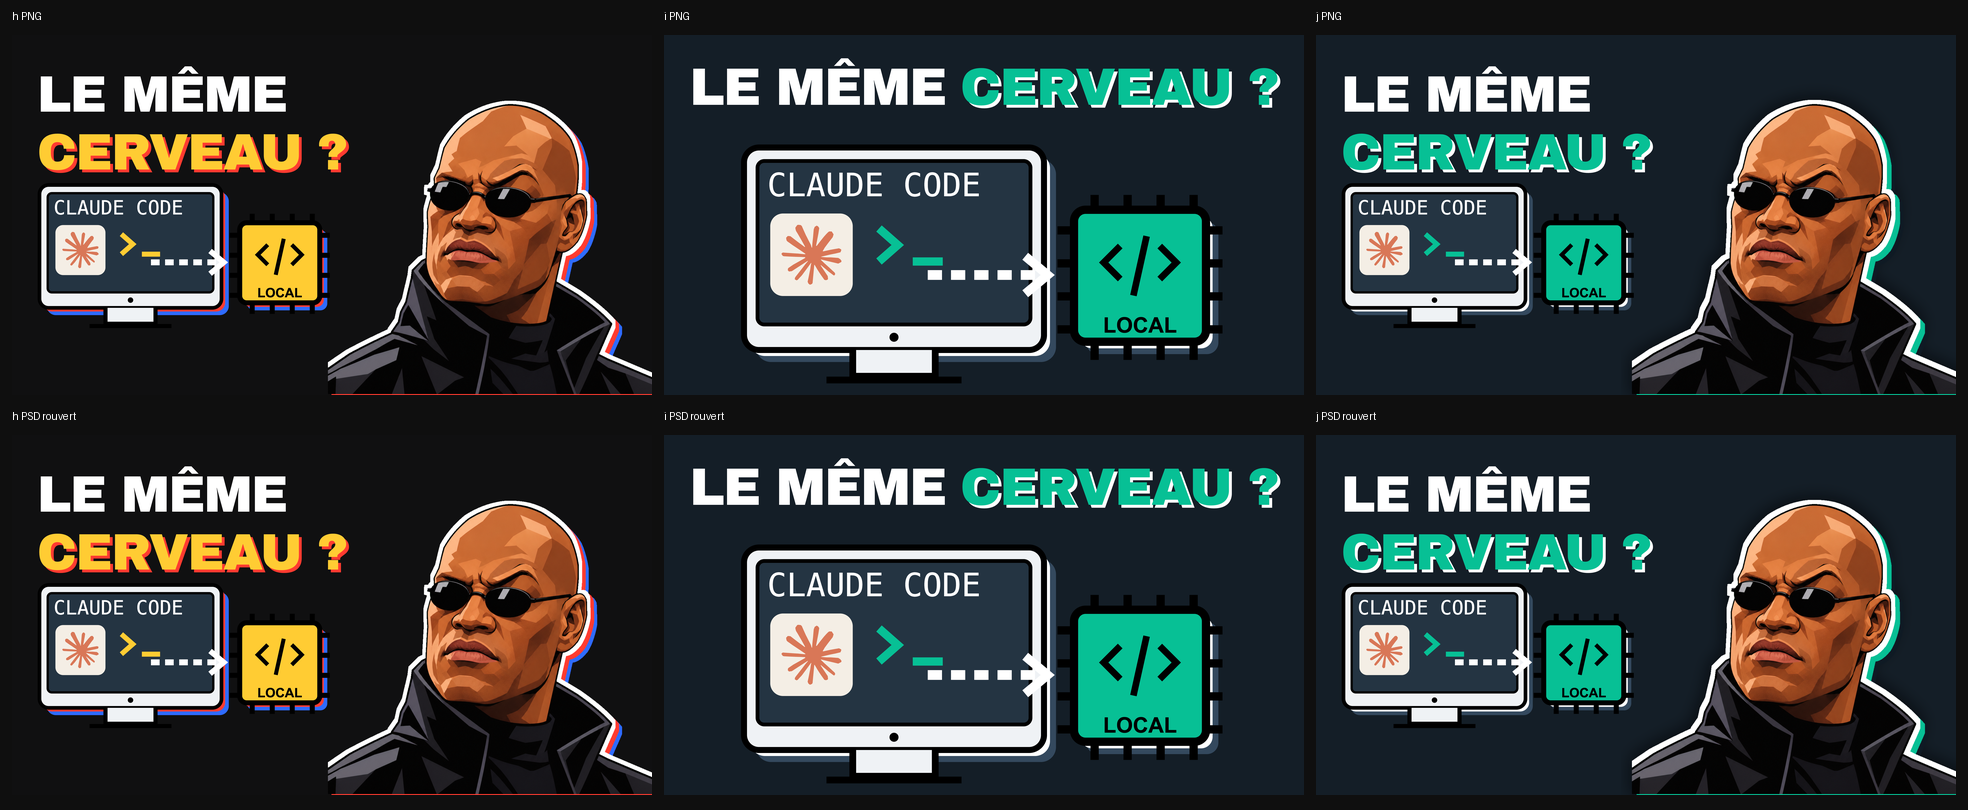 h PNG
LE MÊME
CERVEAU ?
CLAUDE CODE
>_
</>
LOCAL
i PNG
LE MÊME CERVEAU ?
CLAUDE CODE
>_
</>
LOCAL
j PNG
LE MÊME
CERVEAU ?
CLAUDE CODE
>_
</>
LOCAL
h PSD rouvert
LE MÊME
CERVEAU ?
CLAUDE CODE
>_
</>
LOCAL
i PSD rouvert
LE MÊME CERVEAU ?
CLAUDE CODE
>_
</>
LOCAL
j PSD rouvert
LE MÊME
CERVEAU ?
CLAUDE CODE
>_
</>
LOCAL